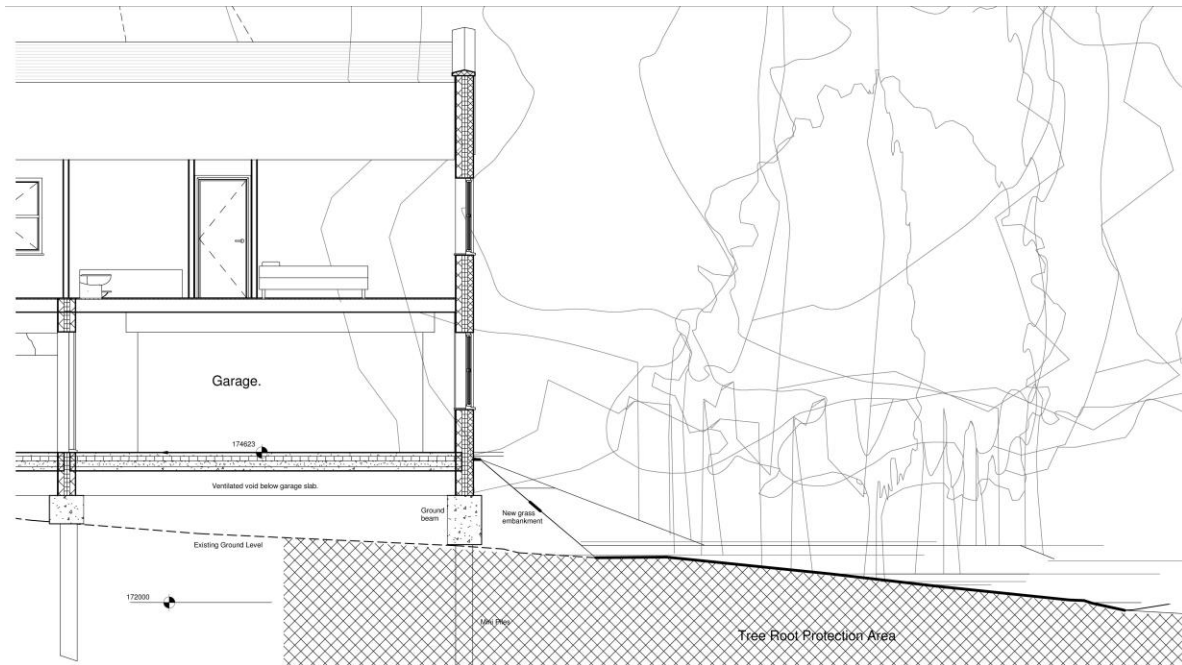 Garage.
174623
Ventilated void below garage slab.
Ground
beam
New grass
embankment
Existing Ground Level
172000
Mini Piles
Tree Root Protection Area